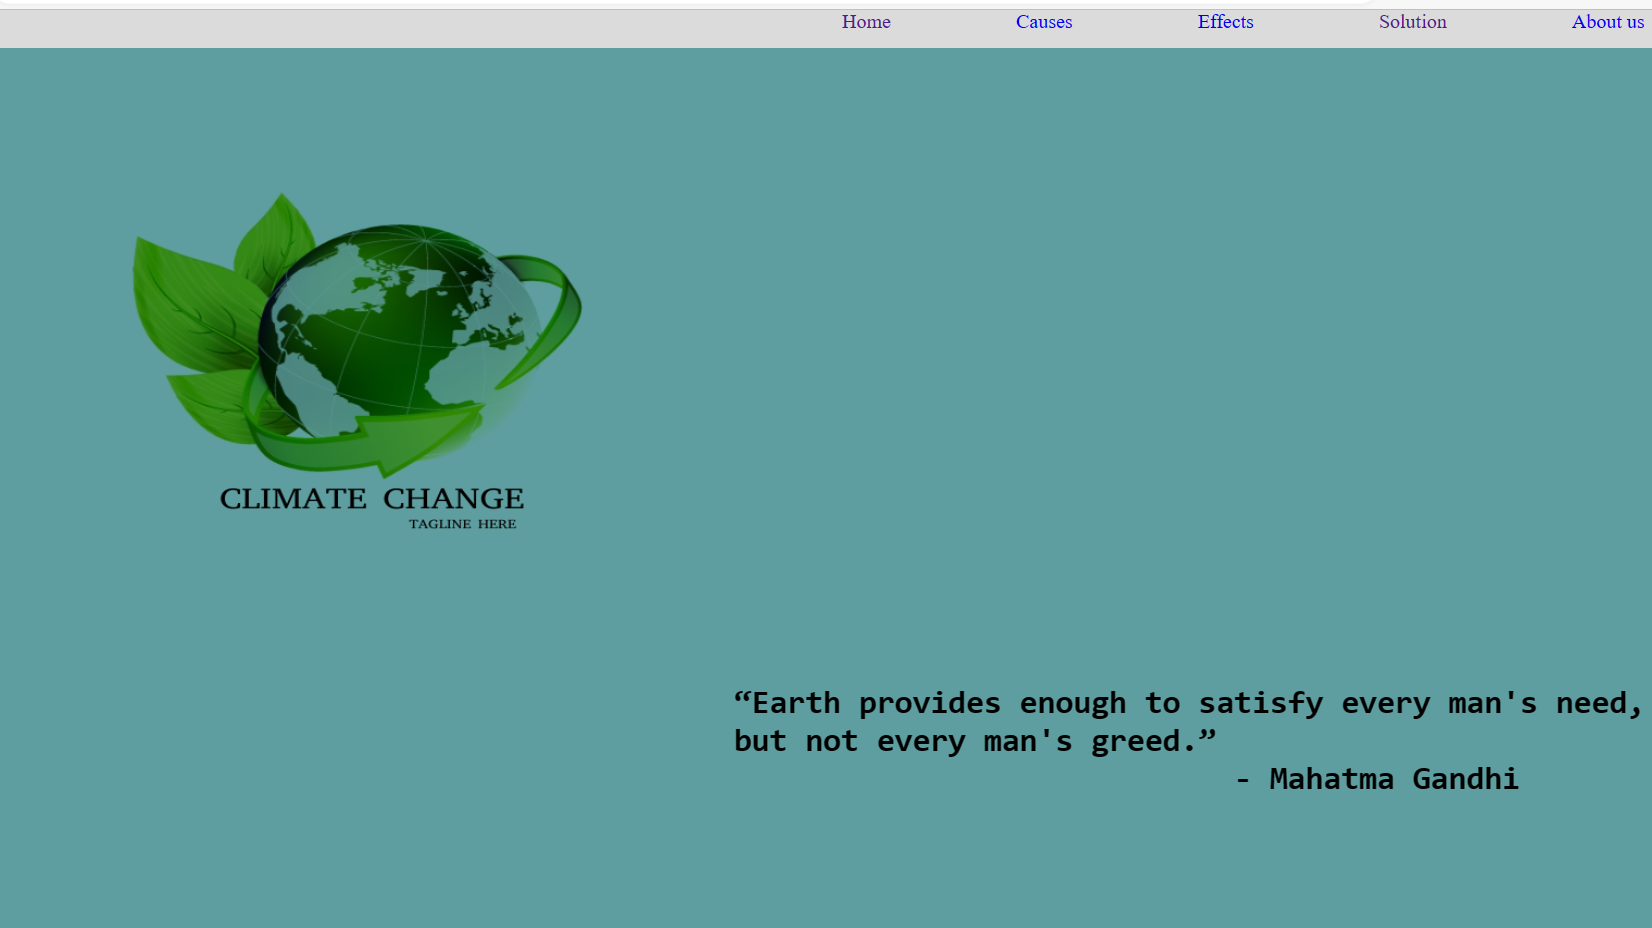 Home Causes Effects Solution About us
CLIMATE CHANGE
TAGLINE HERE
“Earth provides enough to satisfy every man's need,
but not every man's greed.”
- Mahatma Gandhi